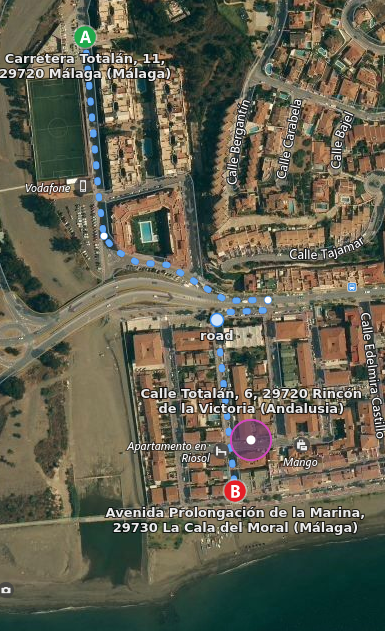 A
Carretera Totalán, 11,
29720 Málaga (Málaga)
Calle Bergantín
Calle Carabela
Calle Bajel
Vodafone
Calle Tajamar
road
Calle Edelmira Castillo
Calle Totalán, 6, 29720 Rincón
de la Victoria (Andalusia)
Apartamento en
Riosol
Mango
B
Avenida Prolongación de la Marina,
29730 La Cala del Moral (Málaga)